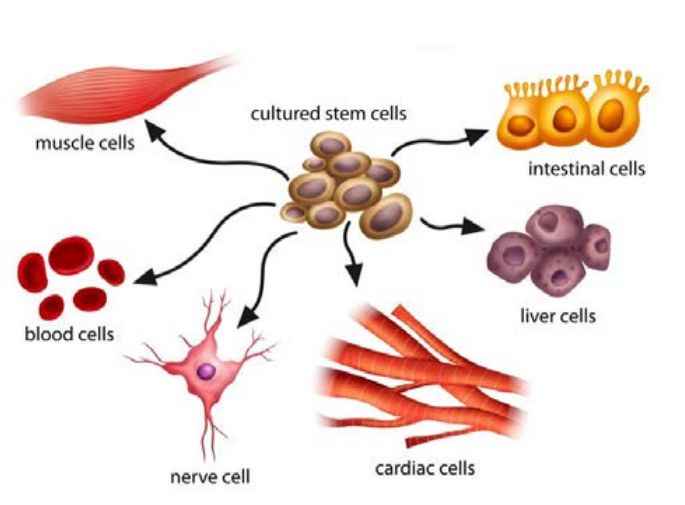 cultured stem cells
muscle cells
intestinal cells
blood cells
liver cells
nerve cell
cardiac cells